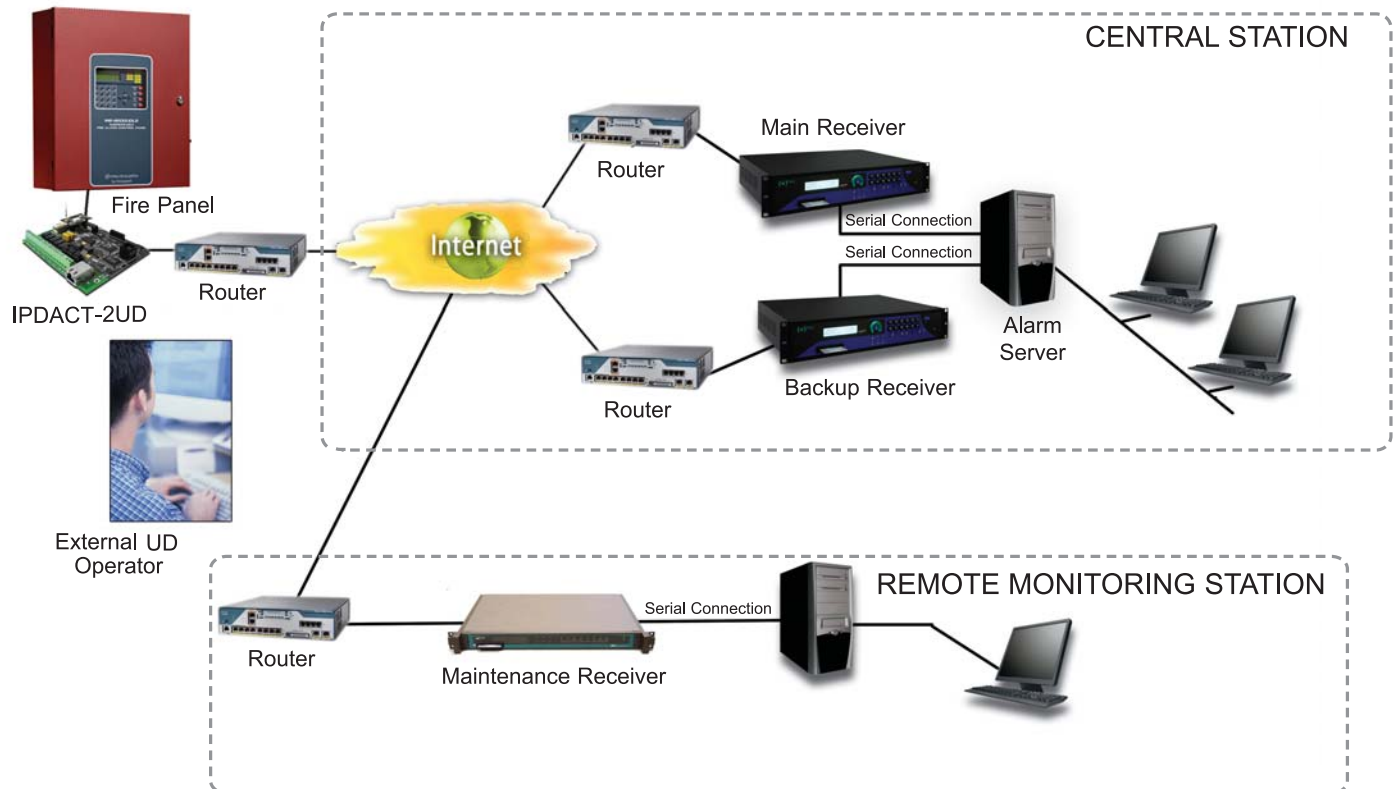 CENTRAL STATION
Main Receiver
Router
Fire Panel
Serial Connection
Internet
Serial Connection
Router
IPDACT-2UD
Alarm
Server
Backup Receiver
Router
External UD
Operator
REMOTE MONITORING STATION
Serial Connection
Router
Maintenance Receiver